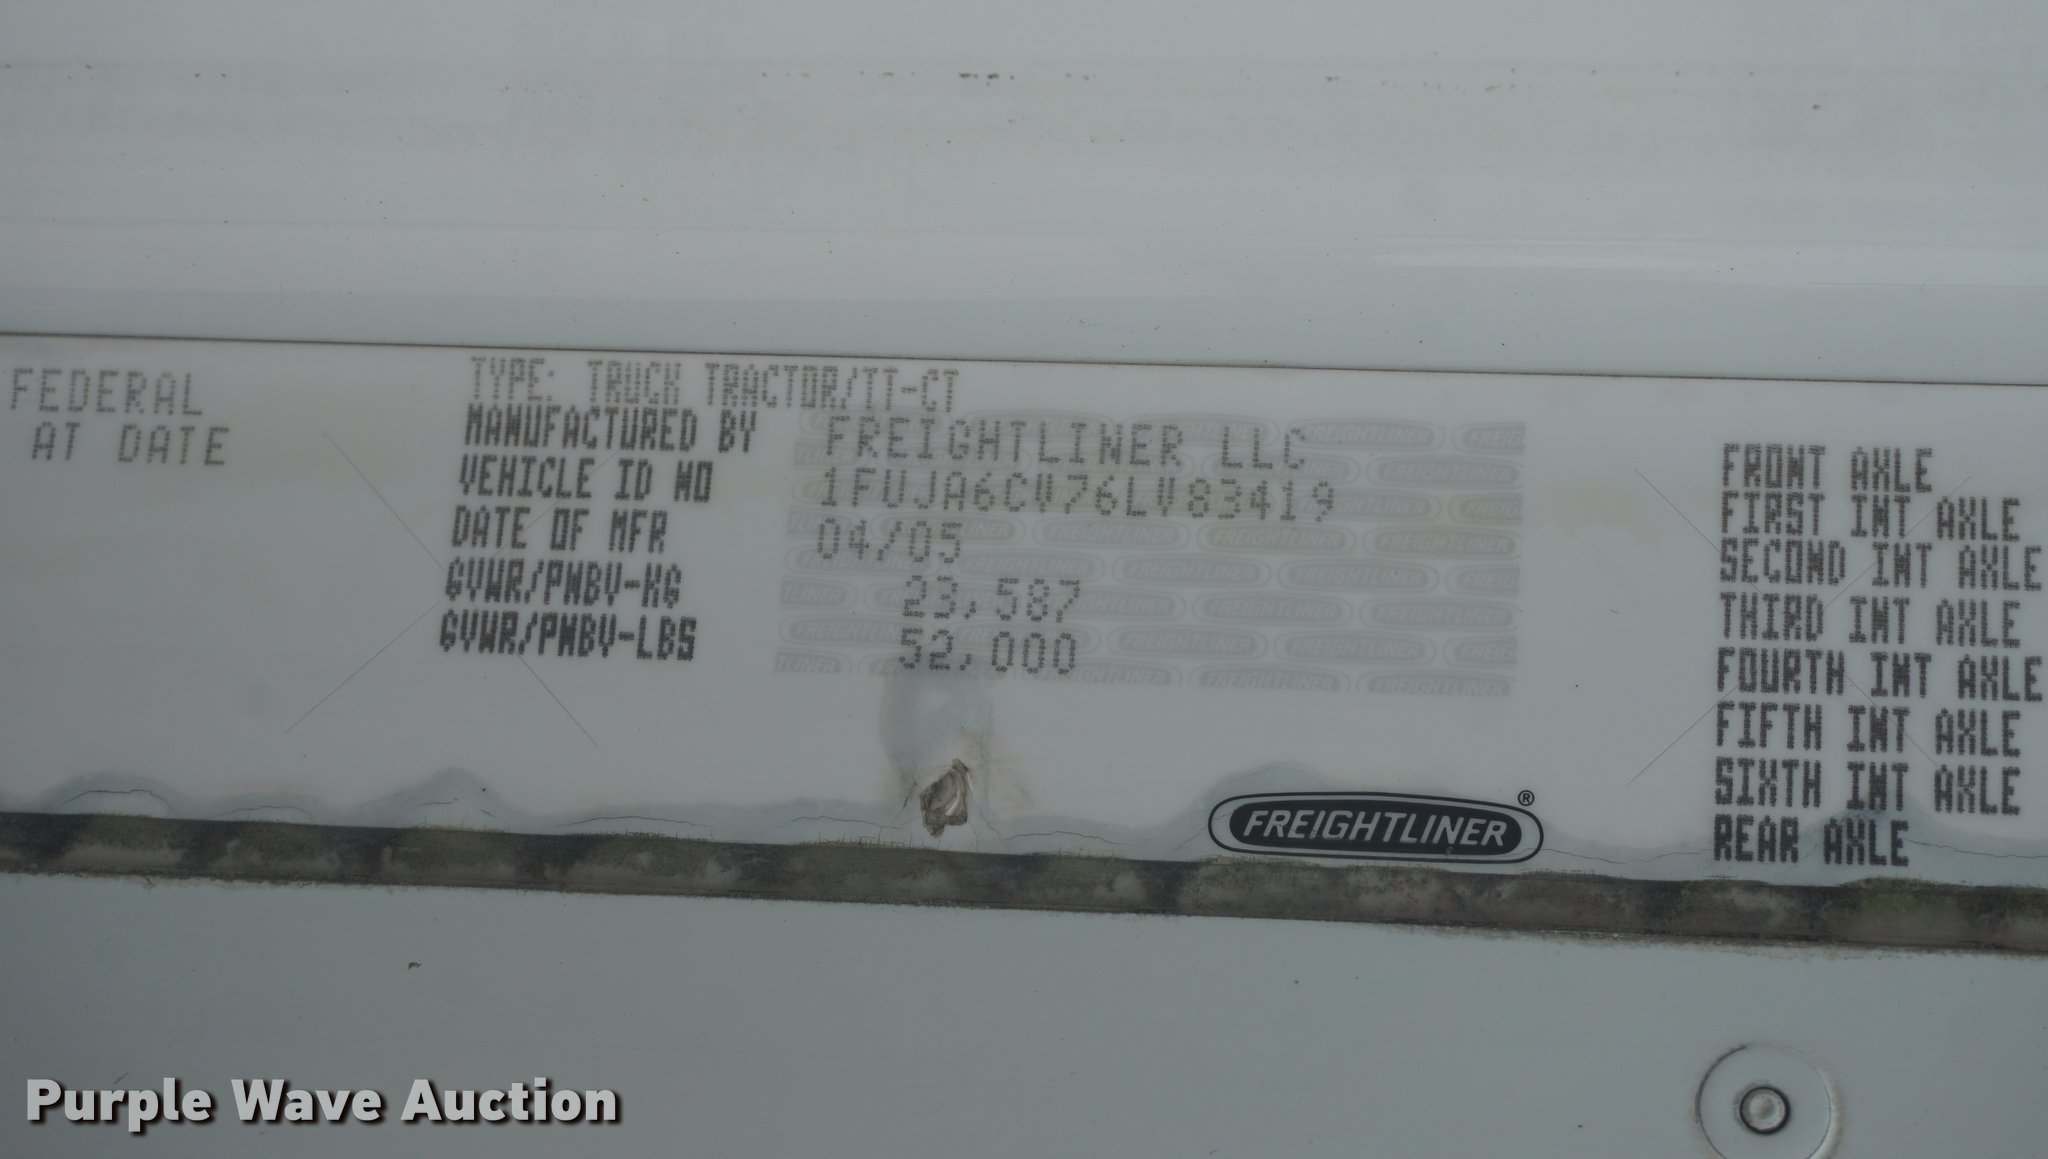 FEDERAL
AT DATE
TYPE: TRUCK TRACTOR/TT-CT
MANUFACTURED BY FREIGHTLINER LLC
VEHICLE ID NO 1FUJA6CV76LV83419
DATE OF MFR 04/05
GVWR/PNBV-KG 23,587
GVWR/PNBV-LBS 52,000
FREIGHTLINER ®
FRONT AXLE
FIRST INT AXLE
SECOND INT AXLE
THIRD INT AXLE
FOURTH INT AXLE
FIFTH INT AXLE
SIXTH INT AXLE
REAR AXLE
Purple Wave Auction